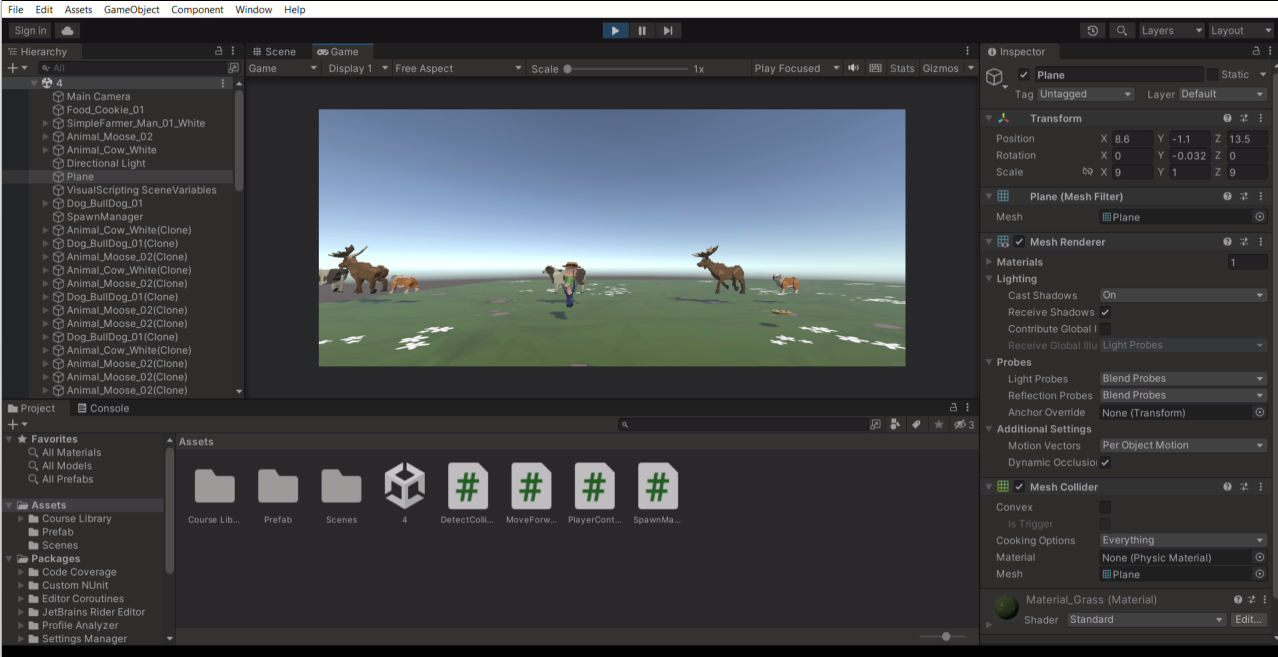 File Edit Assets GameObject Component Window Help
Sign in
Layers Layout
Hierarchy
All
4
Main Camera
Food_Cookie_01
SimpleFarmer_Man_01_White
Animal_Moose_02
Animal_Cow_White
Directional Light
Plane
VisualScripting SceneVariables
Dog_BullDog_01
SpawnManager
Animal_Cow_White(Clone)
Dog_BullDog_01(Clone)
Animal_Moose_02(Clone)
Animal_Cow_White(Clone)
Animal_Moose_02(Clone)
Dog_BullDog_01(Clone)
Animal_Moose_02(Clone)
Animal_Moose_02(Clone)
Dog_BullDog_01(Clone)
Animal_Cow_White(Clone)
Animal_Moose_02(Clone)
Animal_Moose_02(Clone)
Animal_Moose_02(Clone)
Scene Game
Game Display 1 Free Aspect Scale 1x Play Focused Stats Gizmos
Inspector
Plane Static
Tag Untagged Layer Default
Transform
Position X 8.6 Y -1.1 Z 13.5
Rotation X 0 Y -0.032 Z 0
Scale X 9 Y 1 Z 9
Plane (Mesh Filter)
Mesh Plane
Mesh Renderer
Materials 1
Lighting
Cast Shadows On
Receive Shadows
Contribute Global I
Receive Global Illu Light Probes
Probes
Light Probes Blend Probes
Reflection Probes Blend Probes
Anchor Override None (Transform)
Additional Settings
Motion Vectors Per Object Motion
Dynamic Occlusio
Mesh Collider
Convex
Is Trigger
Cooking Options Everything
Material None (Physic Material)
Mesh Plane
Material_Grass (Material)
Shader Standard Edit...
Project Console
3
Favorites
All Materials
All Models
All Prefabs
Assets
Course Library
Prefab
Scenes
Packages
Code Coverage
Custom NUnit
Editor Coroutines
JetBrains Rider Editor
Profile Analyzer
Settings Manager
Assets
Course Lib... Prefab Scenes 4 DetectColli... MoveForw... PlayerCont... SpawnMa...